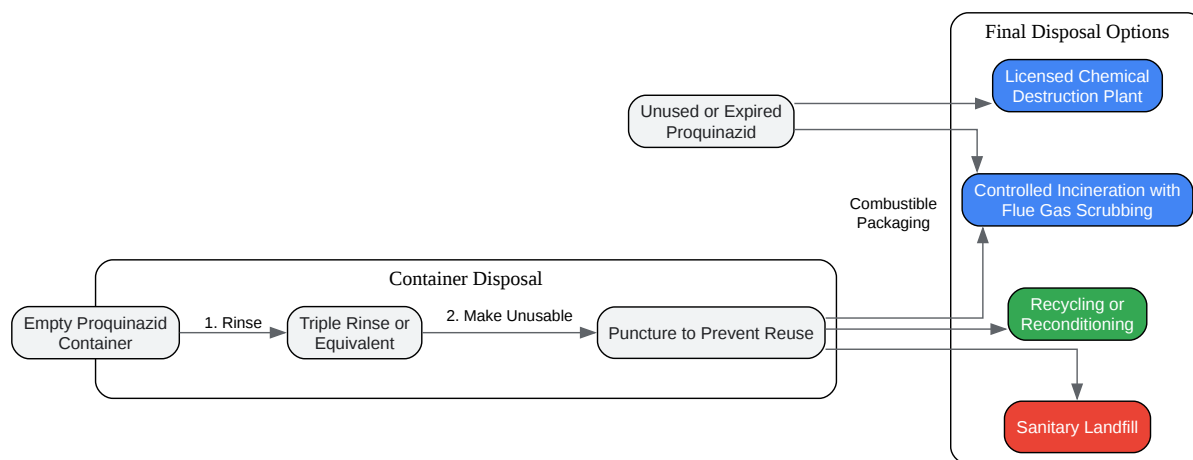 Final Disposal Options
Licensed Chemical
Destruction Plant
Unused or Expired
Proquinazid
Controlled Incineration with
Flue Gas Scrubbing
Combustible
Packaging
Container Disposal
Empty Proquinazid
Container
1. Rinse
Triple Rinse or
Equivalent
2. Make Unusable
Puncture to Prevent Reuse
Recycling or
Reconditioning
Sanitary Landfill